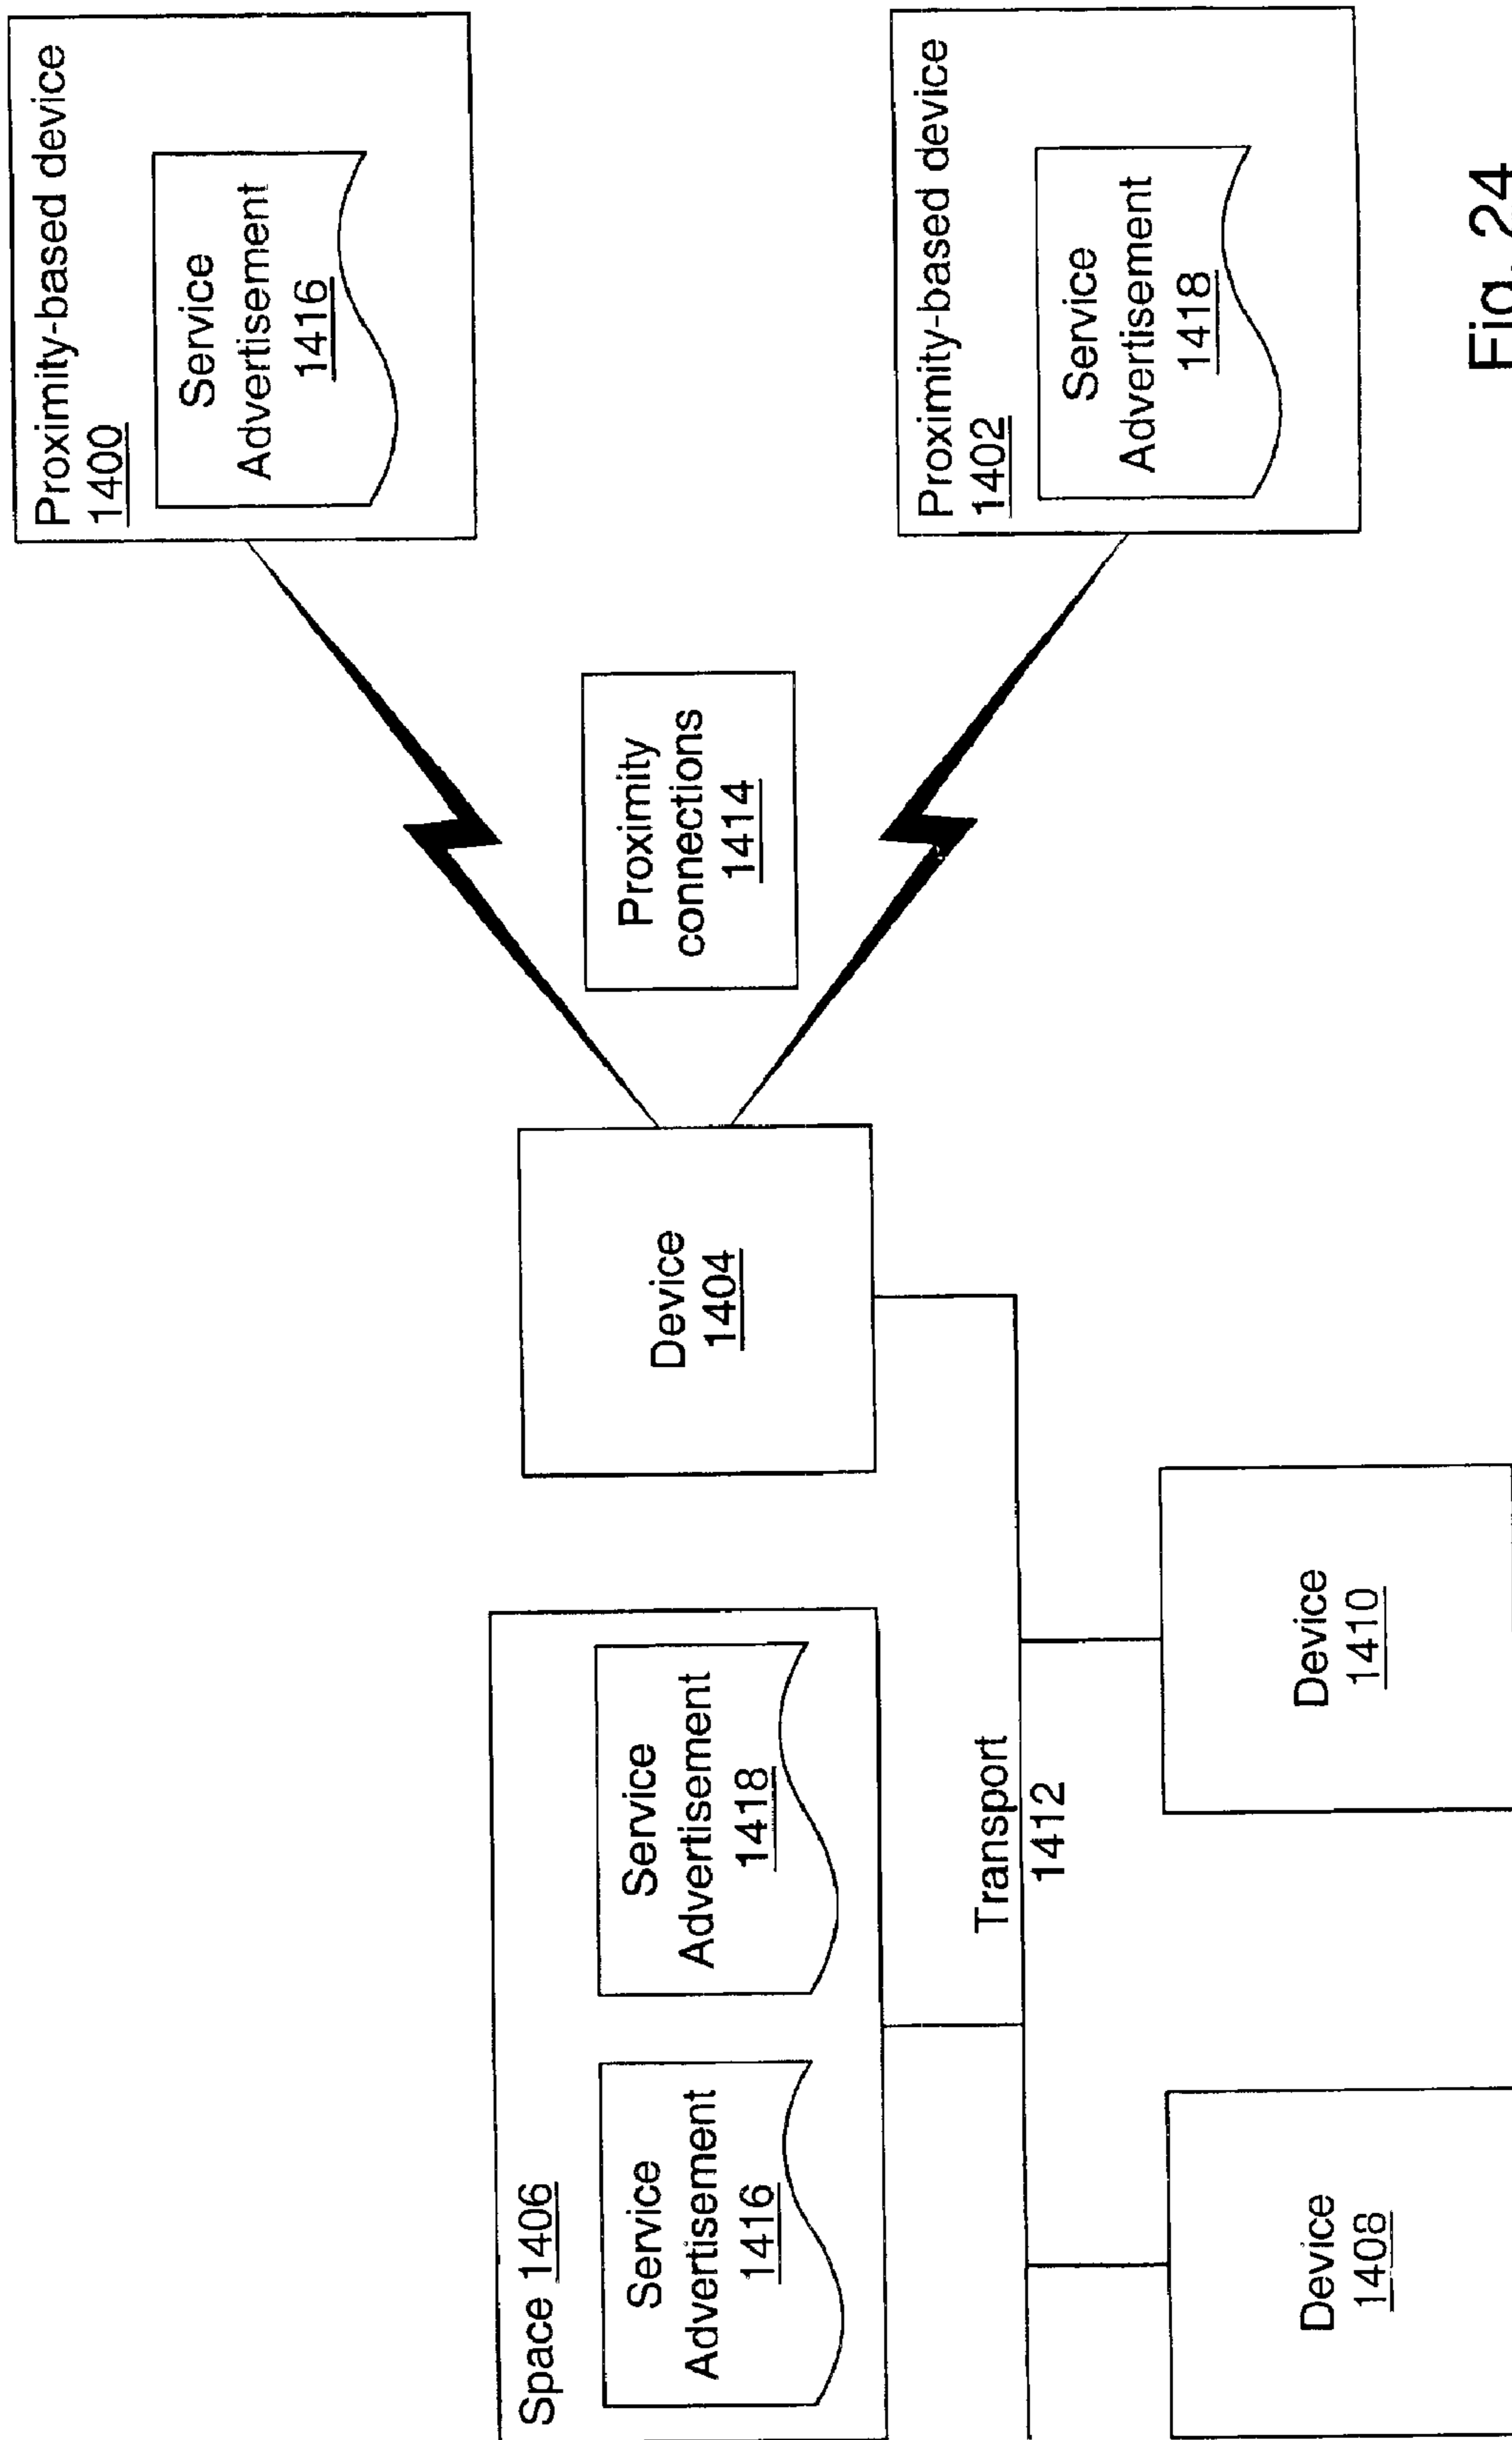 Space 1406
Service
Advertisement
1416
Service
Advertisement
1418
Transport
1412
Device
1408
Device
1410
Device
1404
Proximity
connections
1414
Proximity-based device
1400
Service
Advertisement
1416
Proximity-based device
1402
Service
Advertisement
1418
Fig. 24